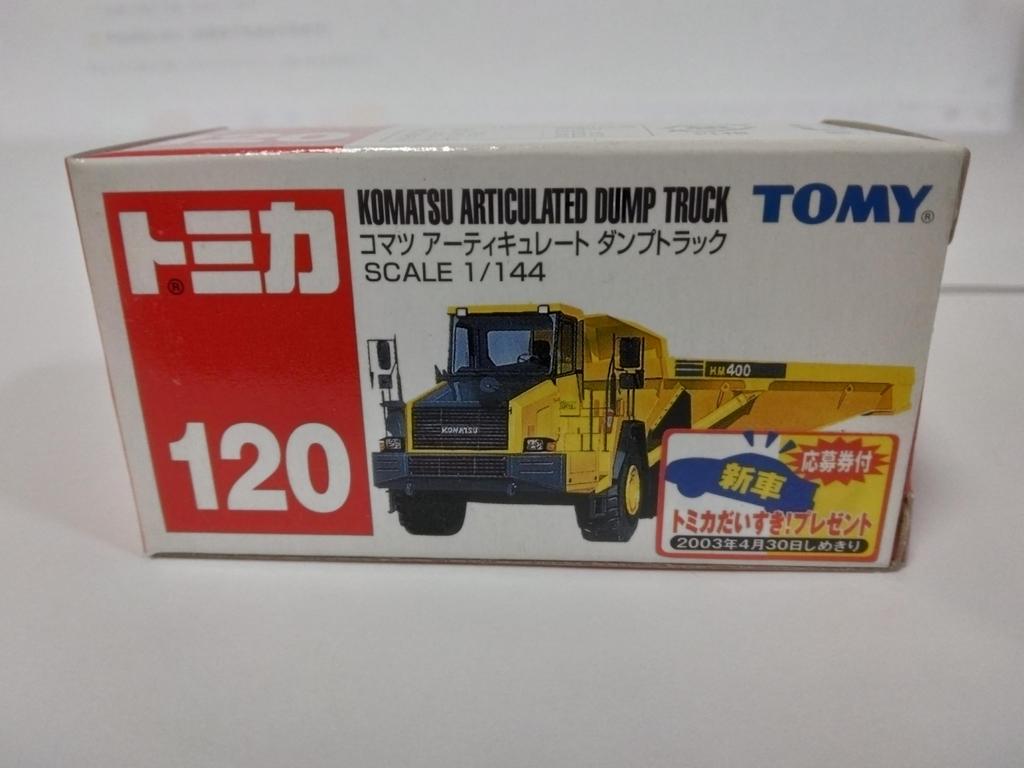 トミカ®
120
KOMATSU ARTICULATED DUMP TRUCK
コマツ アーティキュレート ダンプトラック
SCALE 1/144
TOMY®
KOMATSU
HM400
新車
応募券付
トミカだいすき!プレゼント
2003年4月30日しめきり